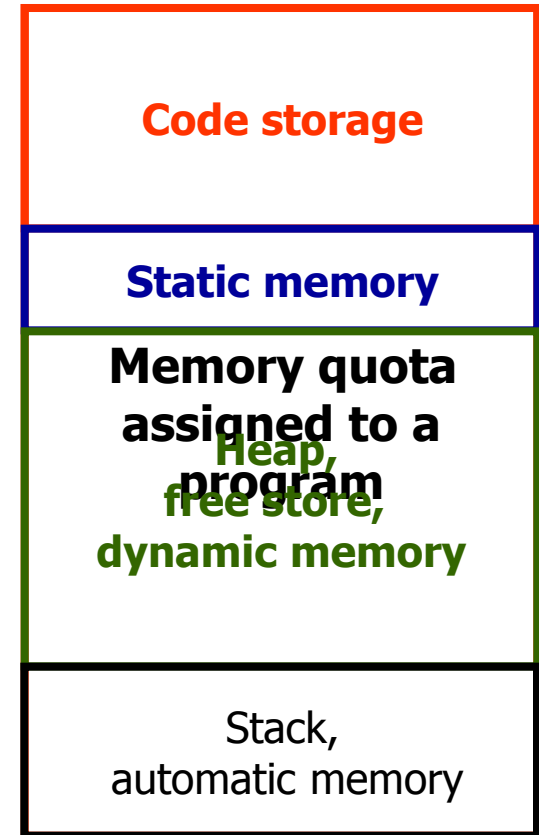 Code storage
Static memory
Memory quota
assigned to a
program
Heap,
free store,
dynamic memory
Stack,
automatic memory